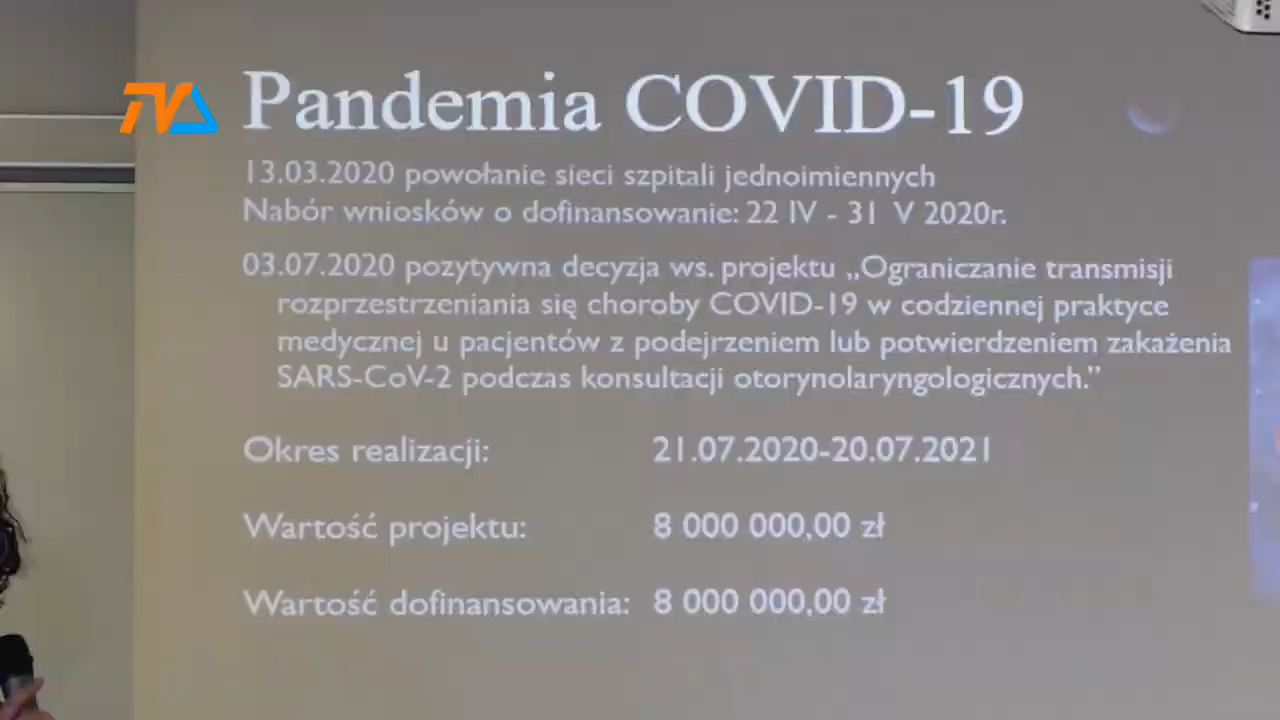 TVA
Pandemia COVID-19
13.03.2020 powołanie sieci szpitali jednoimiennych
Nabór wniosków o dofinansowanie: 22 IV - 31 V 2020r.
03.07.2020 pozytywna decyzja ws. projektu „Ograniczanie transmisji
rozprzestrzeniania się choroby COVID-19 w codziennej praktyce
medycznej u pacjentów z podejrzeniem lub potwierdzeniem zakażenia
SARS-CoV-2 podczas konsultacji otorynolaryngologicznych.”
Okres realizacji: 21.07.2020-20.07.2021
Wartość projektu: 8 000 000,00 zł
Wartość dofinansowania: 8 000 000,00 zł